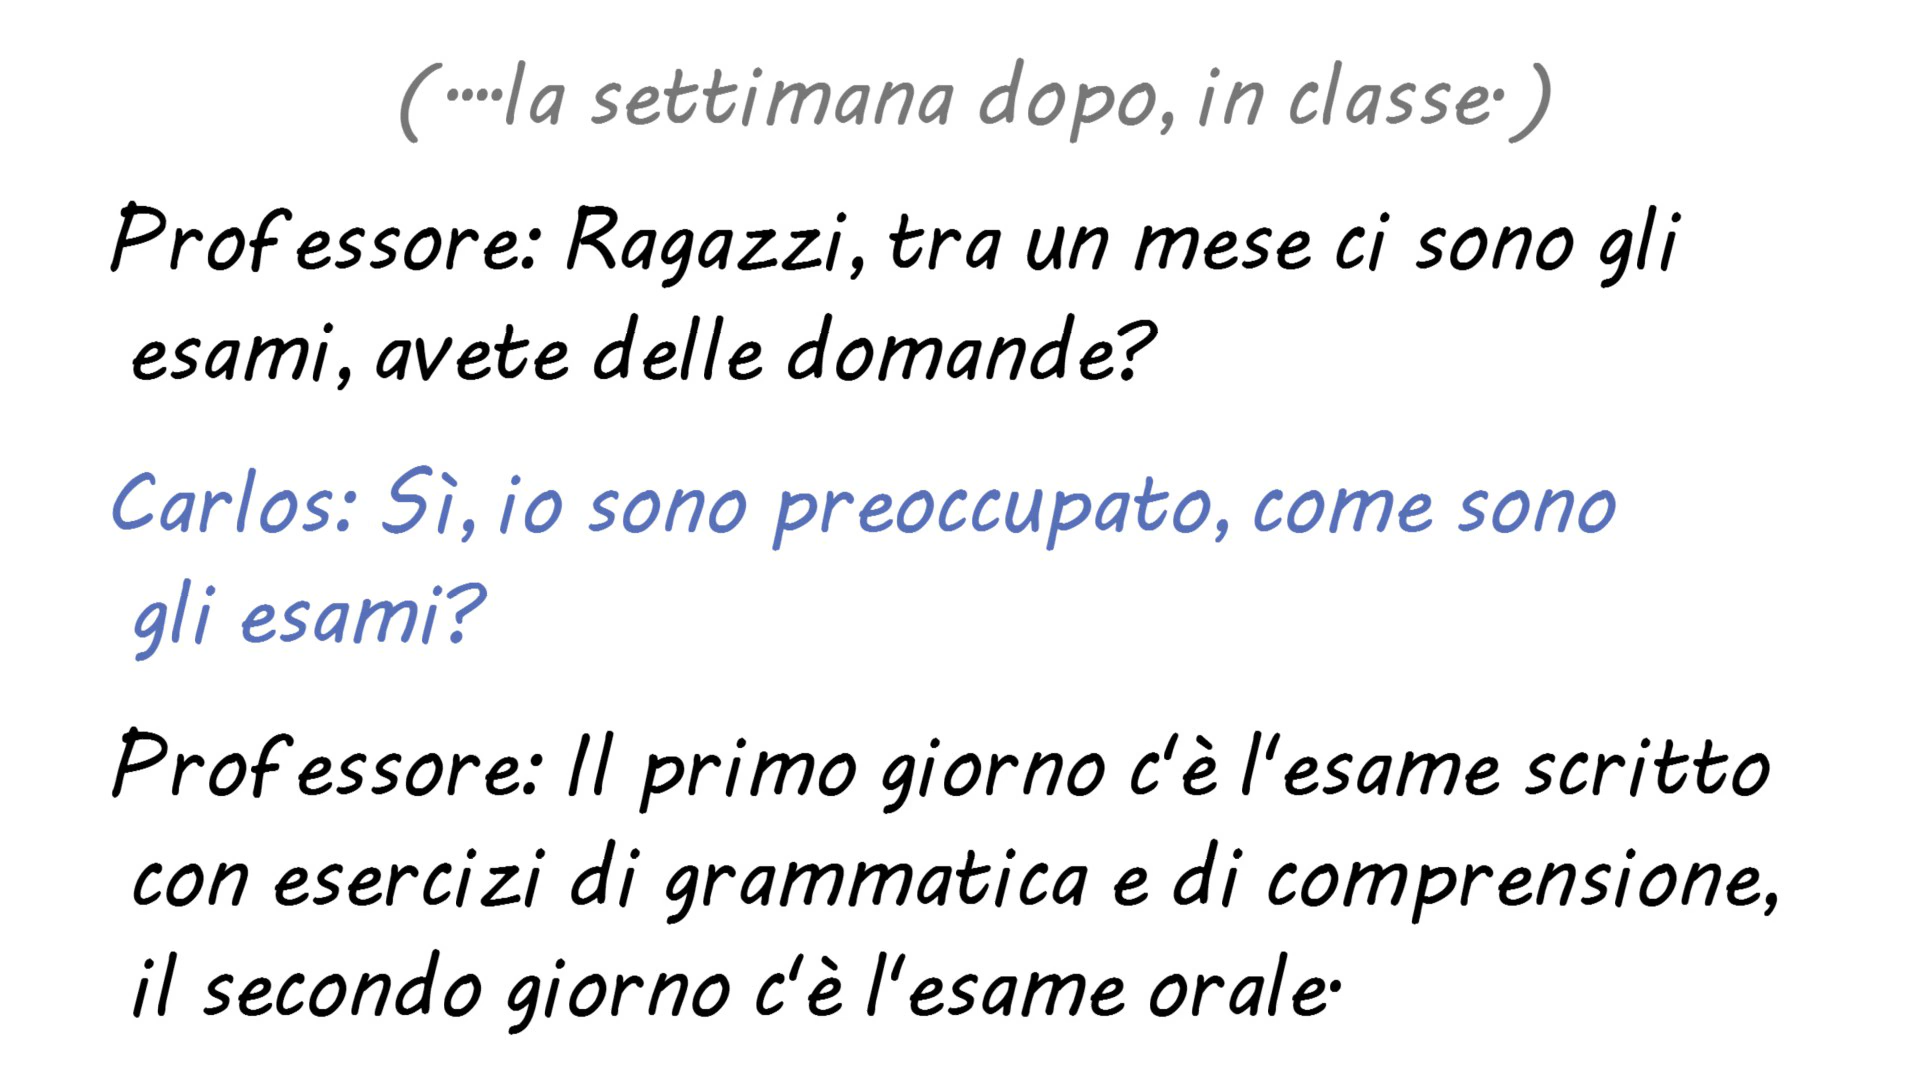 (....la settimana dopo, in classe.)
Professore: Ragazzi, tra un mese ci sono gli
esami, avete delle domande?
Carlos: Sì, io sono preoccupato, come sono
gli esami?
Professore: Il primo giorno c'è l'esame scritto
con esercizi di grammatica e di comprensione,
il secondo giorno c'è l'esame orale.